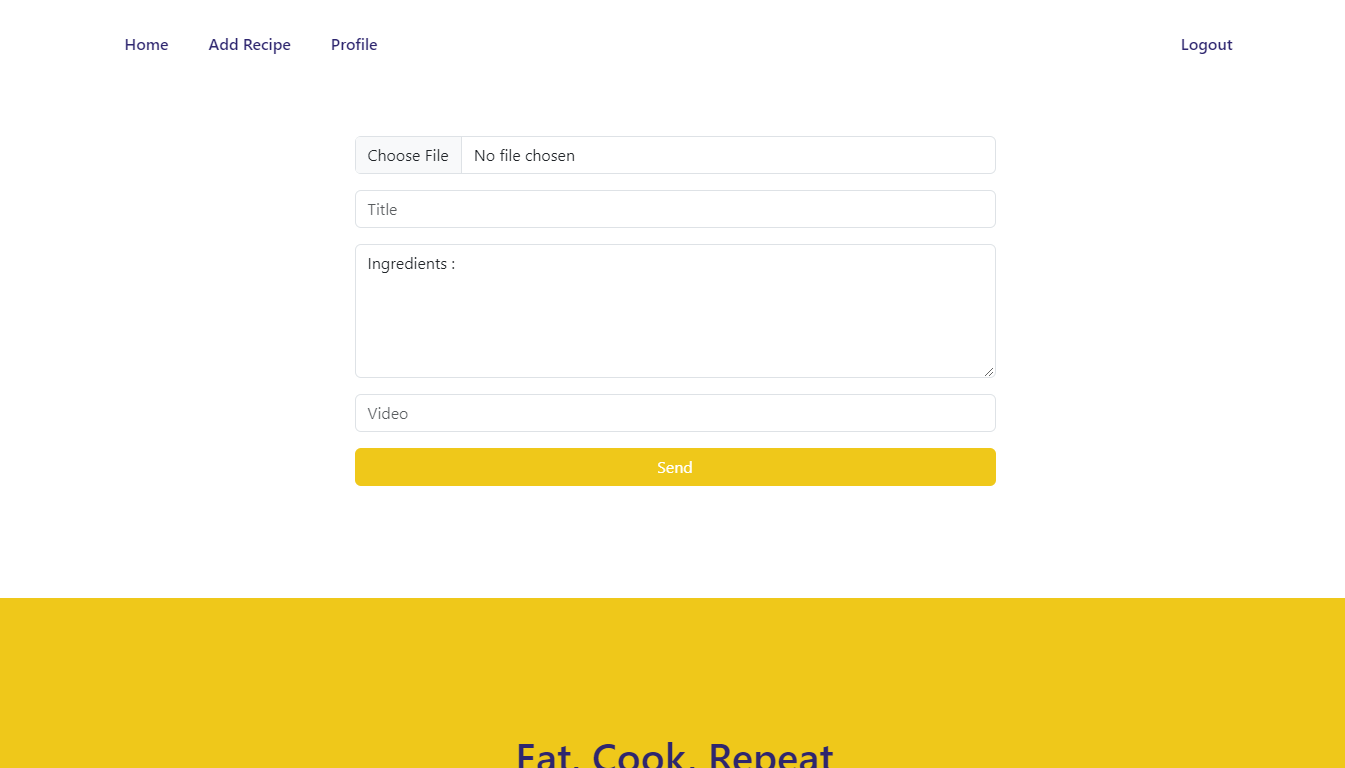 Home Add Recipe Profile Logout
Choose File No file chosen
Title
Ingredients :
Video
Send
Eat. Cook. Repeat